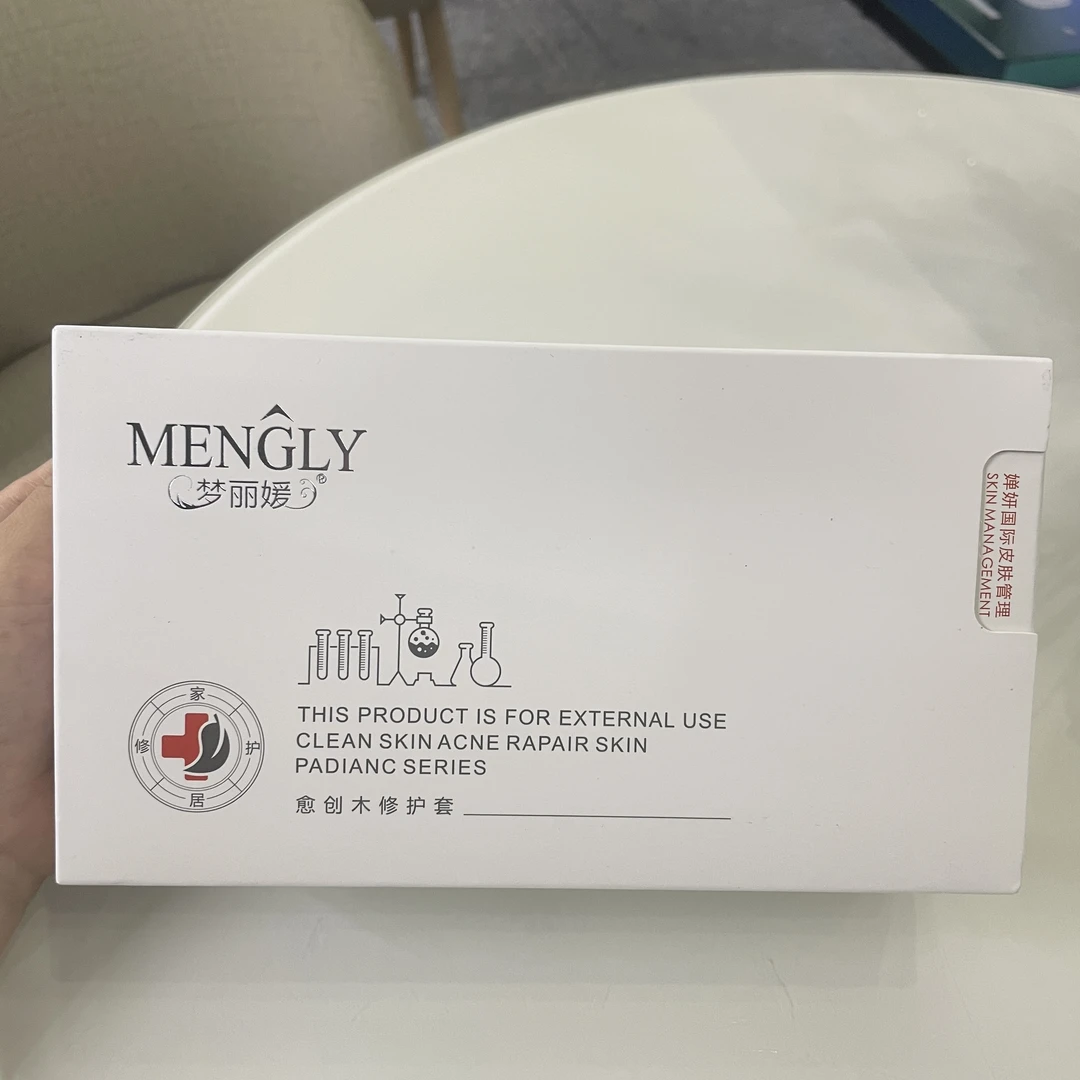 MENGLY
梦丽媛®
THIS PRODUCT IS FOR EXTERNAL USE
CLEAN SKIN ACNE RAPAIR SKIN
PADIANC SERIES
愈创木修护套
家
修
护
居
婵妍国际皮肤管理
SKIN MANAGEMENT